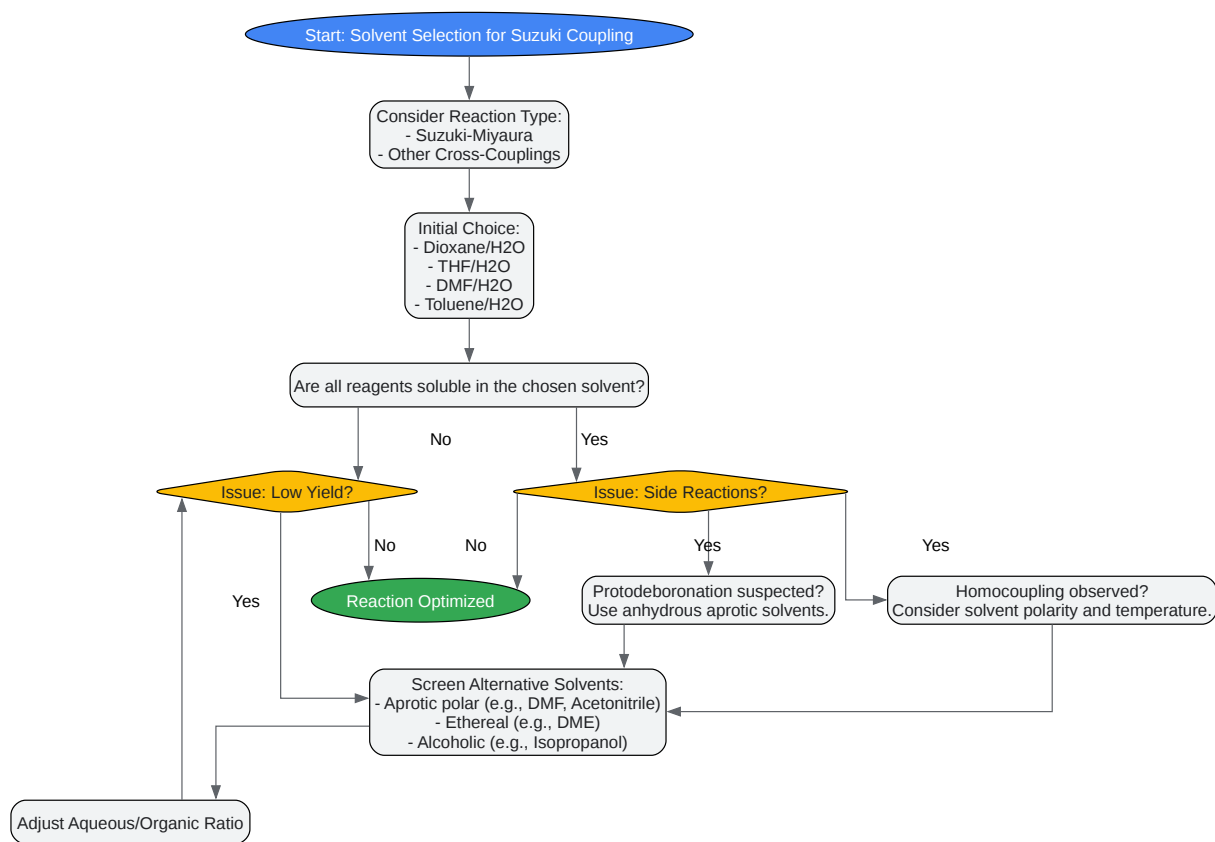 Start: Solvent Selection for Suzuki Coupling
Consider Reaction Type:
- Suzuki-Miyaura
- Other Cross-Couplings
Initial Choice:
- Dioxane/H2O
- THF/H2O
- DMF/H2O
- Toluene/H2O
Are all reagents soluble in the chosen solvent?
No
Yes
Issue: Low Yield?
Issue: Side Reactions?
No
No
Yes
Yes
Yes
Reaction Optimized
Protodeboronation suspected?
Use anhydrous aprotic solvents.
Homocoupling observed?
Consider solvent polarity and temperature.
Screen Alternative Solvents:
- Aprotic polar (e.g., DMF, Acetonitrile)
- Ethereal (e.g., DME)
- Alcoholic (e.g., Isopropanol)
Adjust Aqueous/Organic Ratio